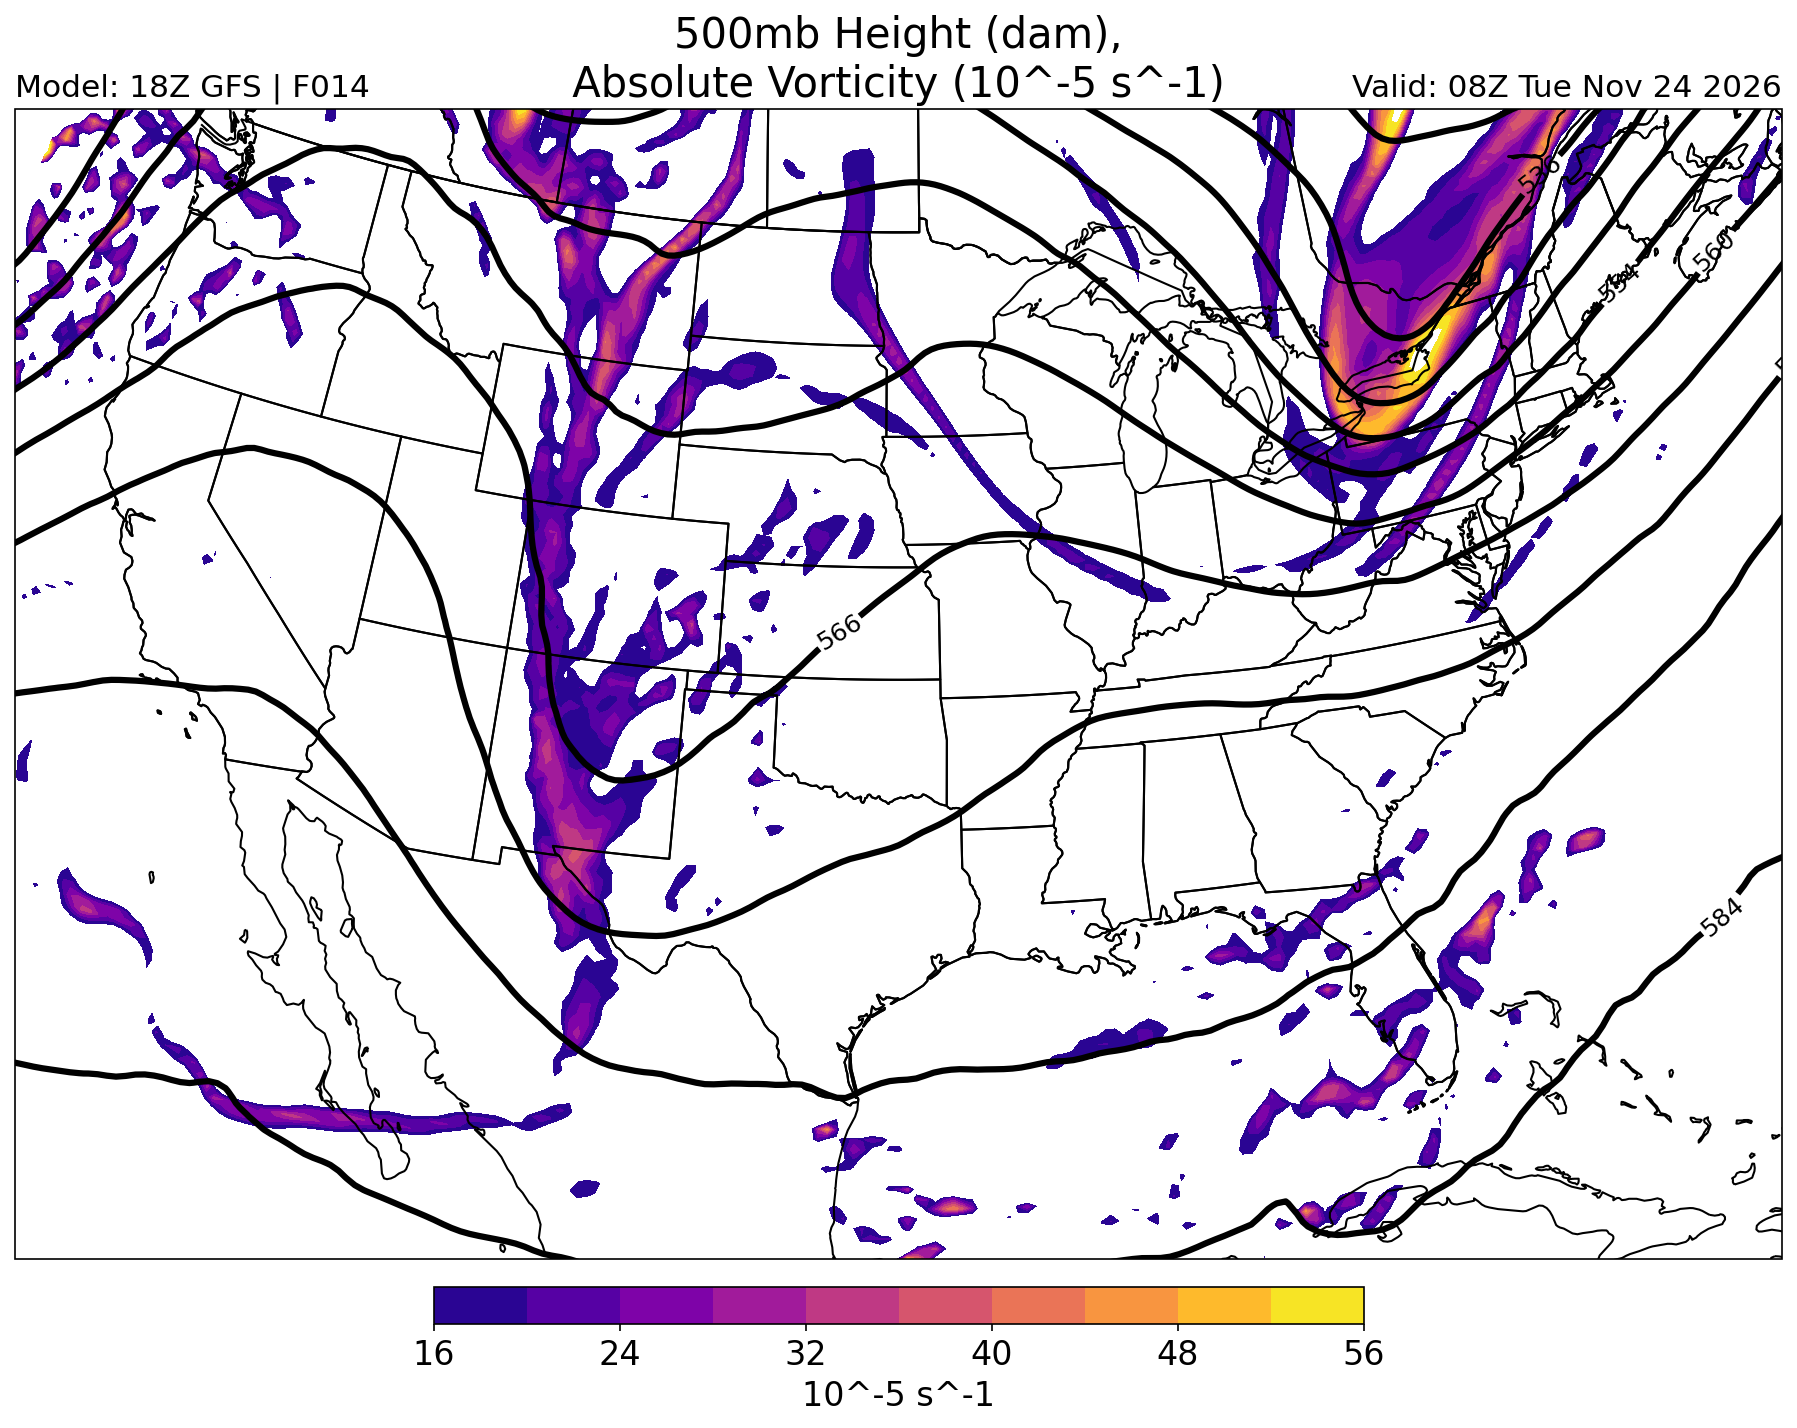 500mb Height (dam),
Absolute Vorticity (10^-5 s^-1)
Model: 18Z GFS | F014
Valid: 08Z Tue Nov 24 2026
536
554
560
566
584
16 24 32 40 48 56
10^-5 s^-1